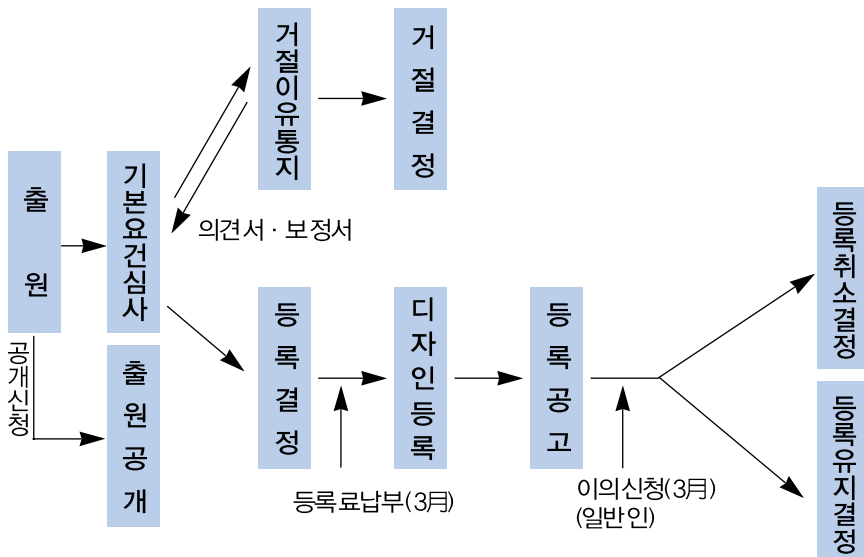 출원
공개신청
기본요건심사
출원공개
거절이유통지
거절결정
의견서 · 보정서
등록결정
등록료납부(3月)
디자인등록
등록공고
이의신청(3月)
(일반인)
등록취소결정
등록유지결정